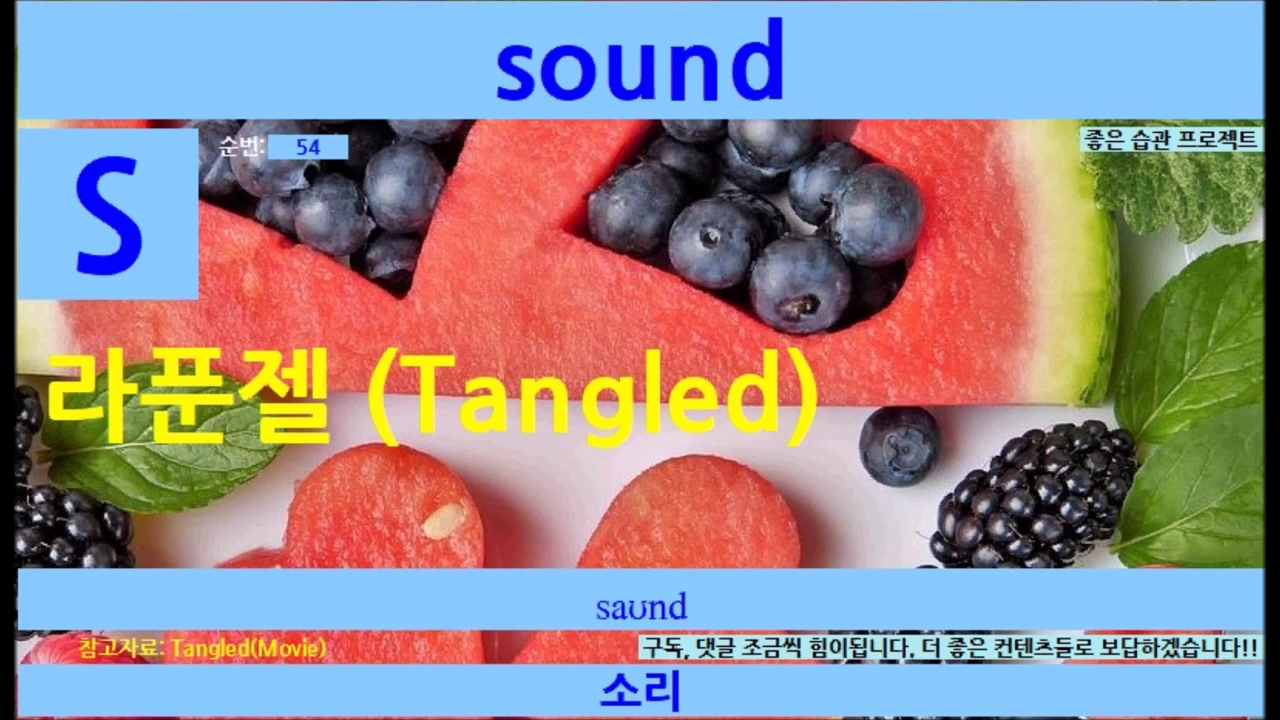 sound
S
순번: 54
좋은 습관 프로젝트
라푼젤 (Tangled)
saʊnd
참고자료: Tangled(Movie)
구독, 댓글 조금씩 힘이됩니다, 더 좋은 컨텐츠들로 보답하겠습니다!!
소리